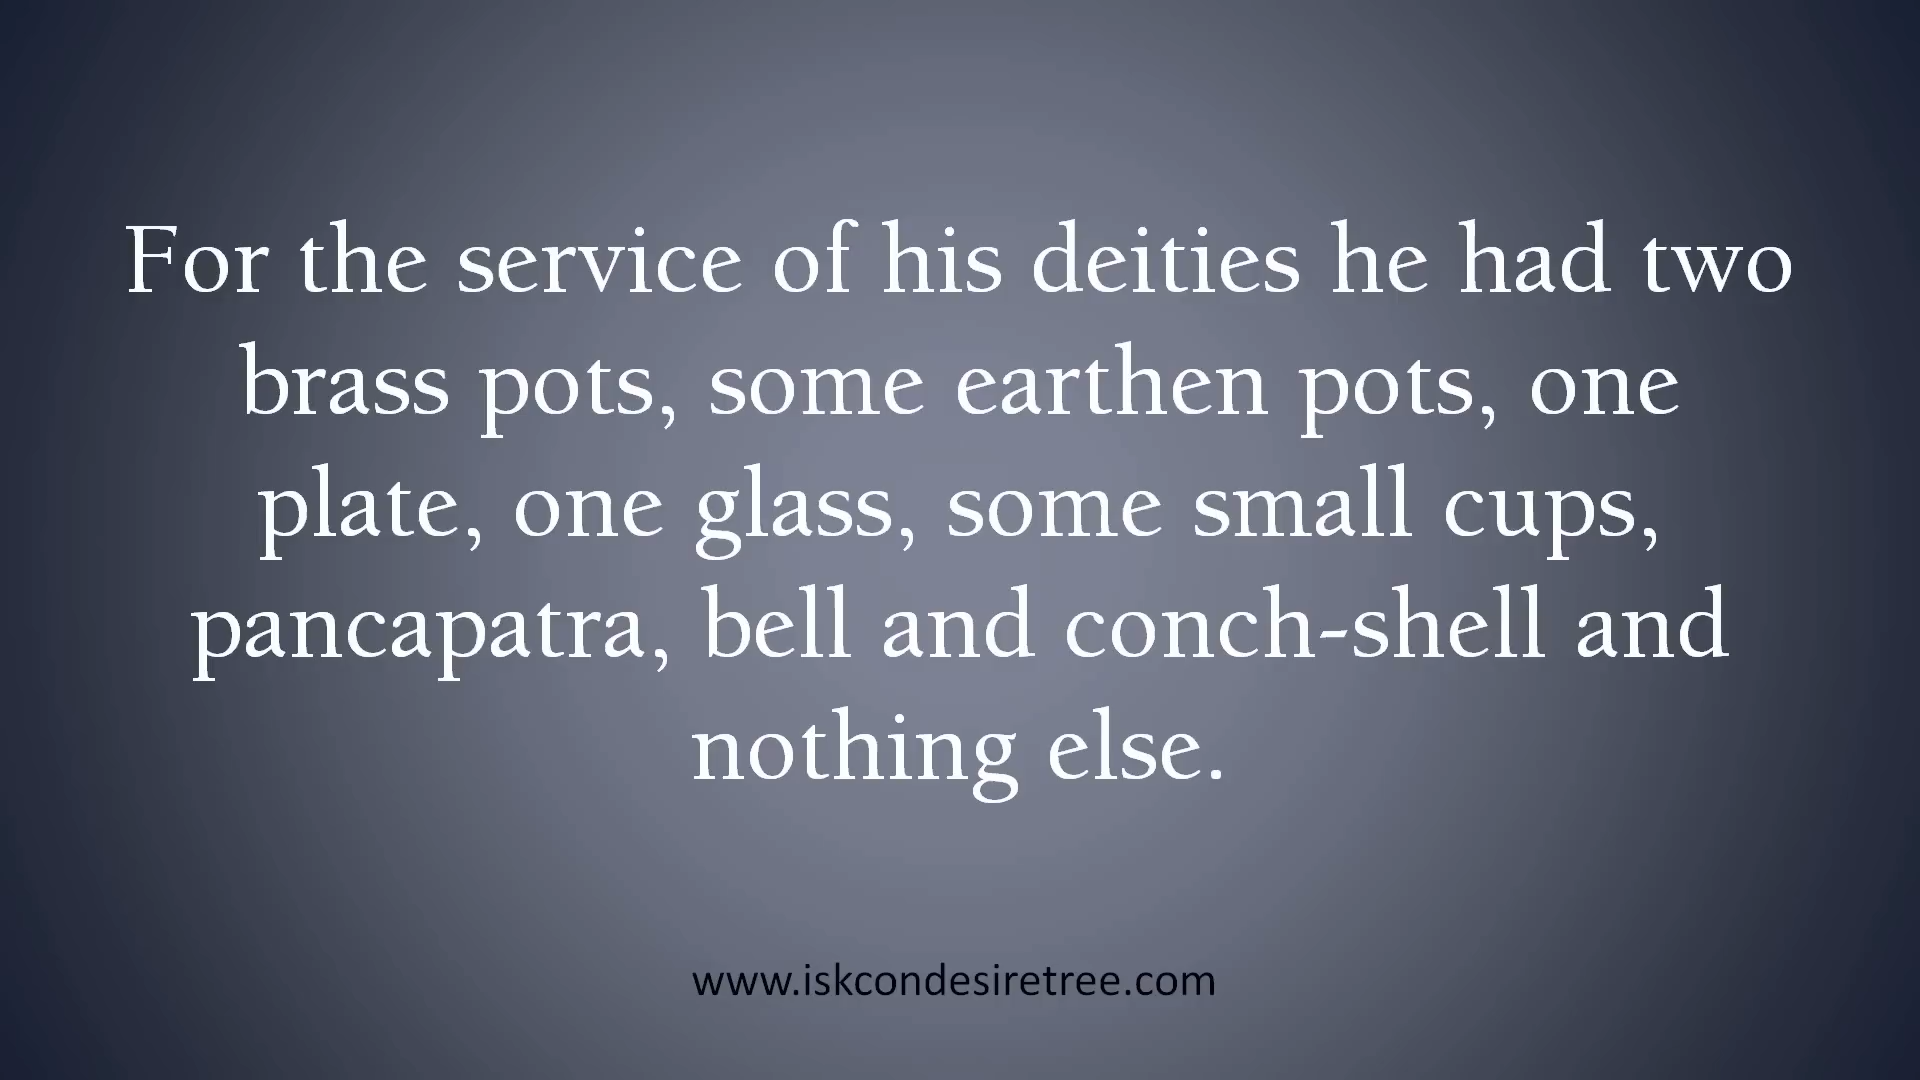 For the service of his deities he had two
brass pots, some earthen pots, one
plate, one glass, some small cups,
pancapatra, bell and conch-shell and
nothing else.
www.iskcondesiretree.com